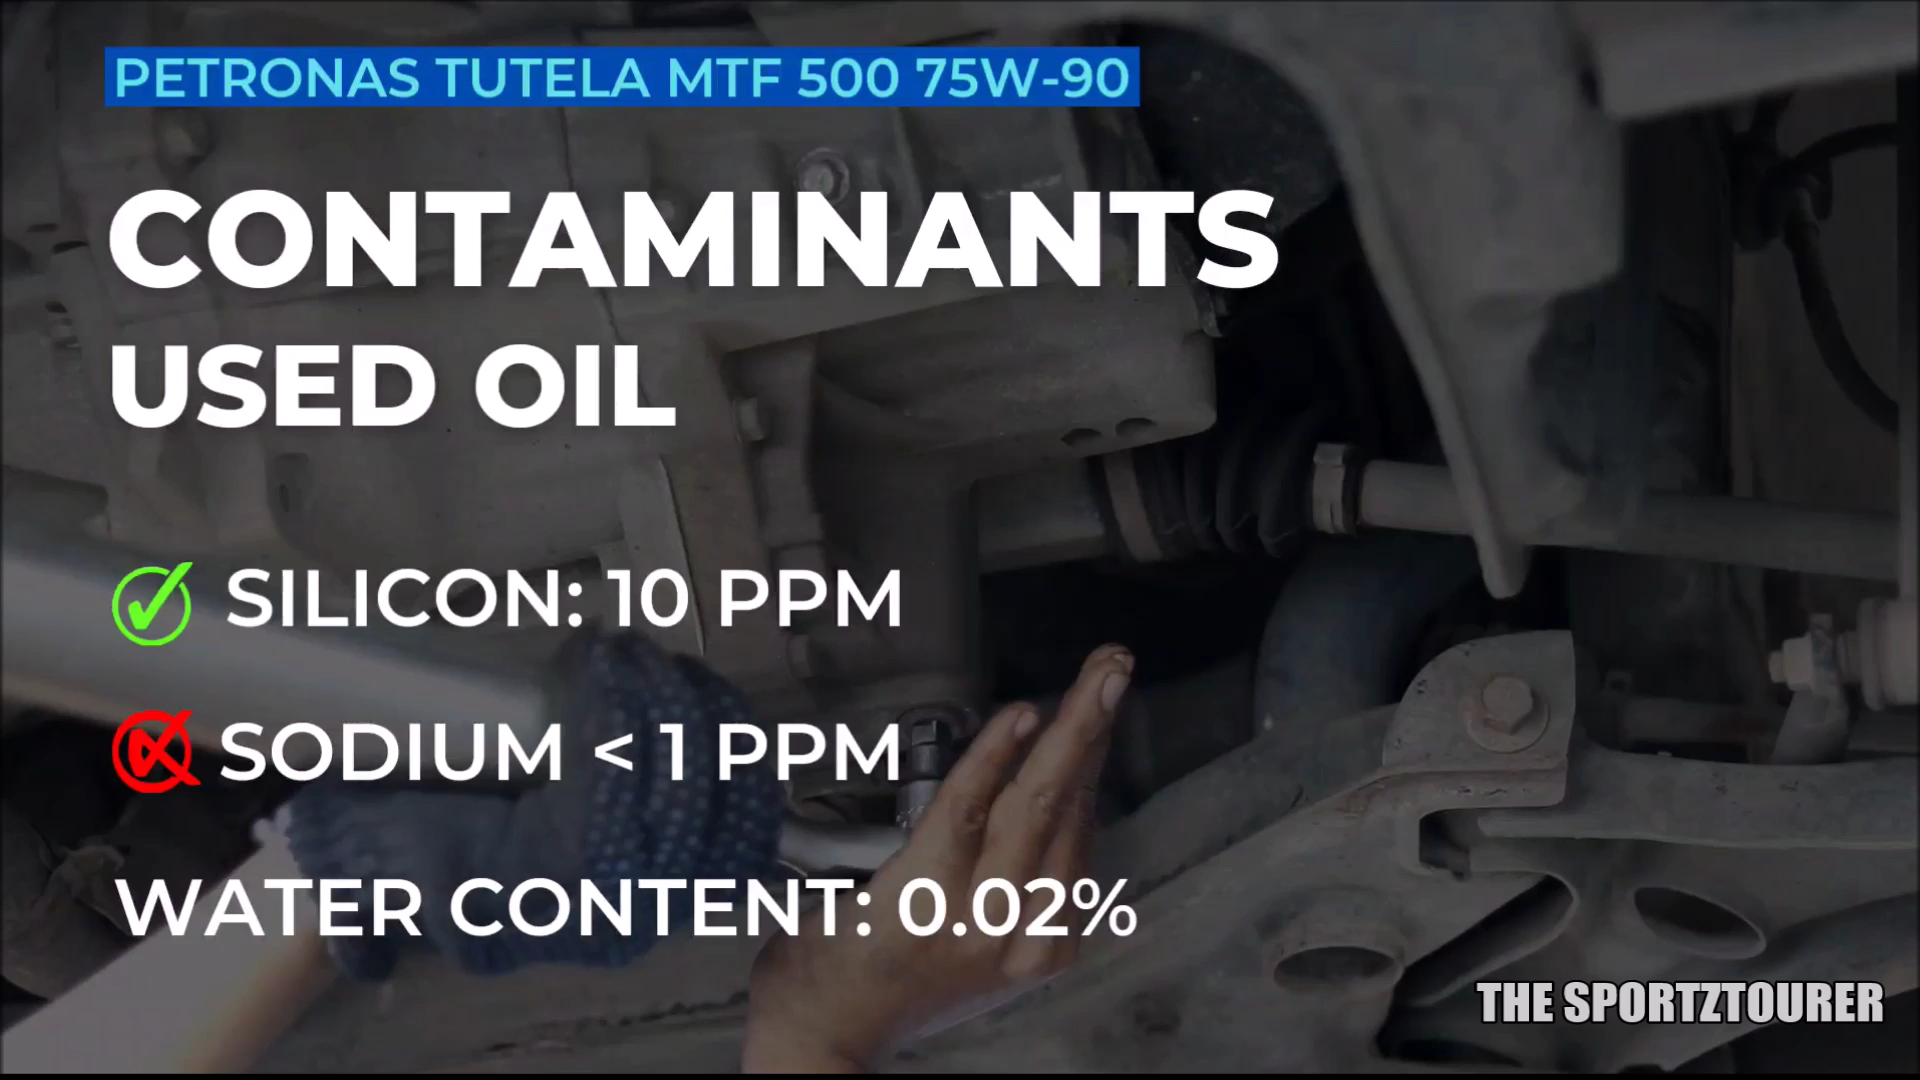 PETRONAS TUTELA MTF 500 75W-90
CONTAMINANTS
USED OIL
SILICON: 10 PPM
SODIUM < 1 PPM
WATER CONTENT: 0.02%
THE SPORTZTOURER